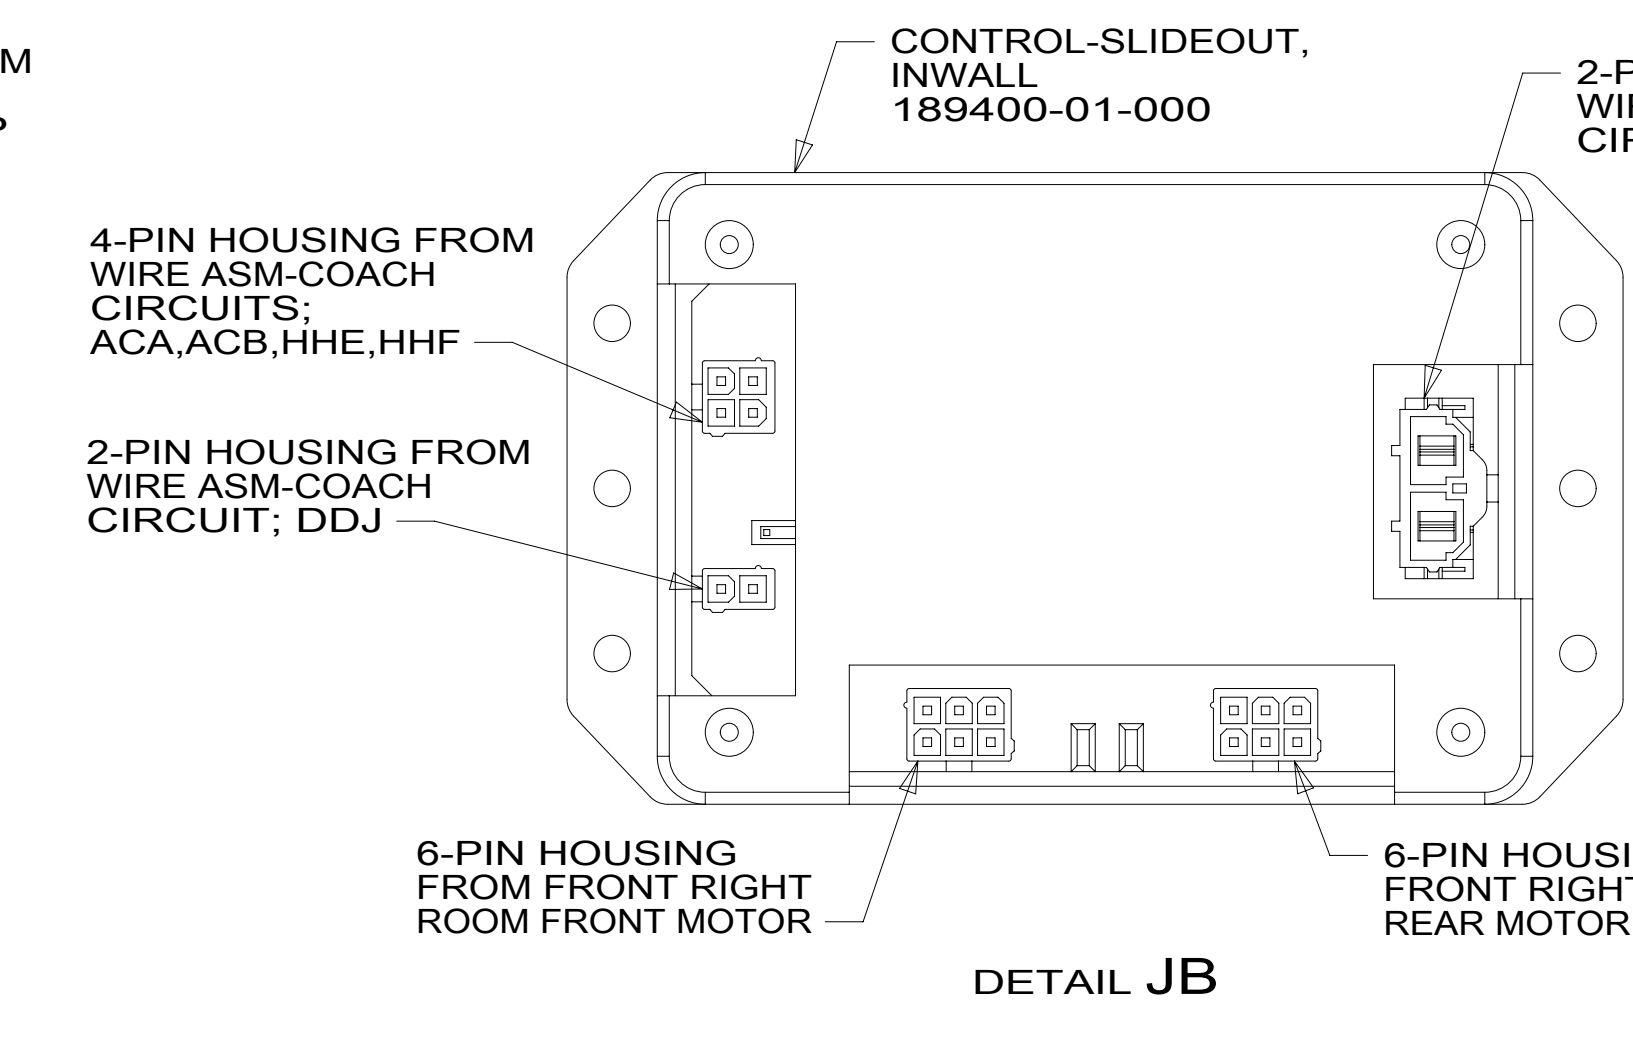 M
CONTROL-SLIDEOUT,
INWALL
189400-01-000
4-PIN HOUSING FROM
WIRE ASM-COACH
CIRCUITS;
ACA,ACB,HHE,HHF
2-PIN HOUSING FROM
WIRE ASM-COACH
CIRCUIT; DDJ
6-PIN HOUSING
FROM FRONT RIGHT
ROOM FRONT MOTOR
6-PIN
FRONT RIGHT
REAR MOTOR
DETAIL JB